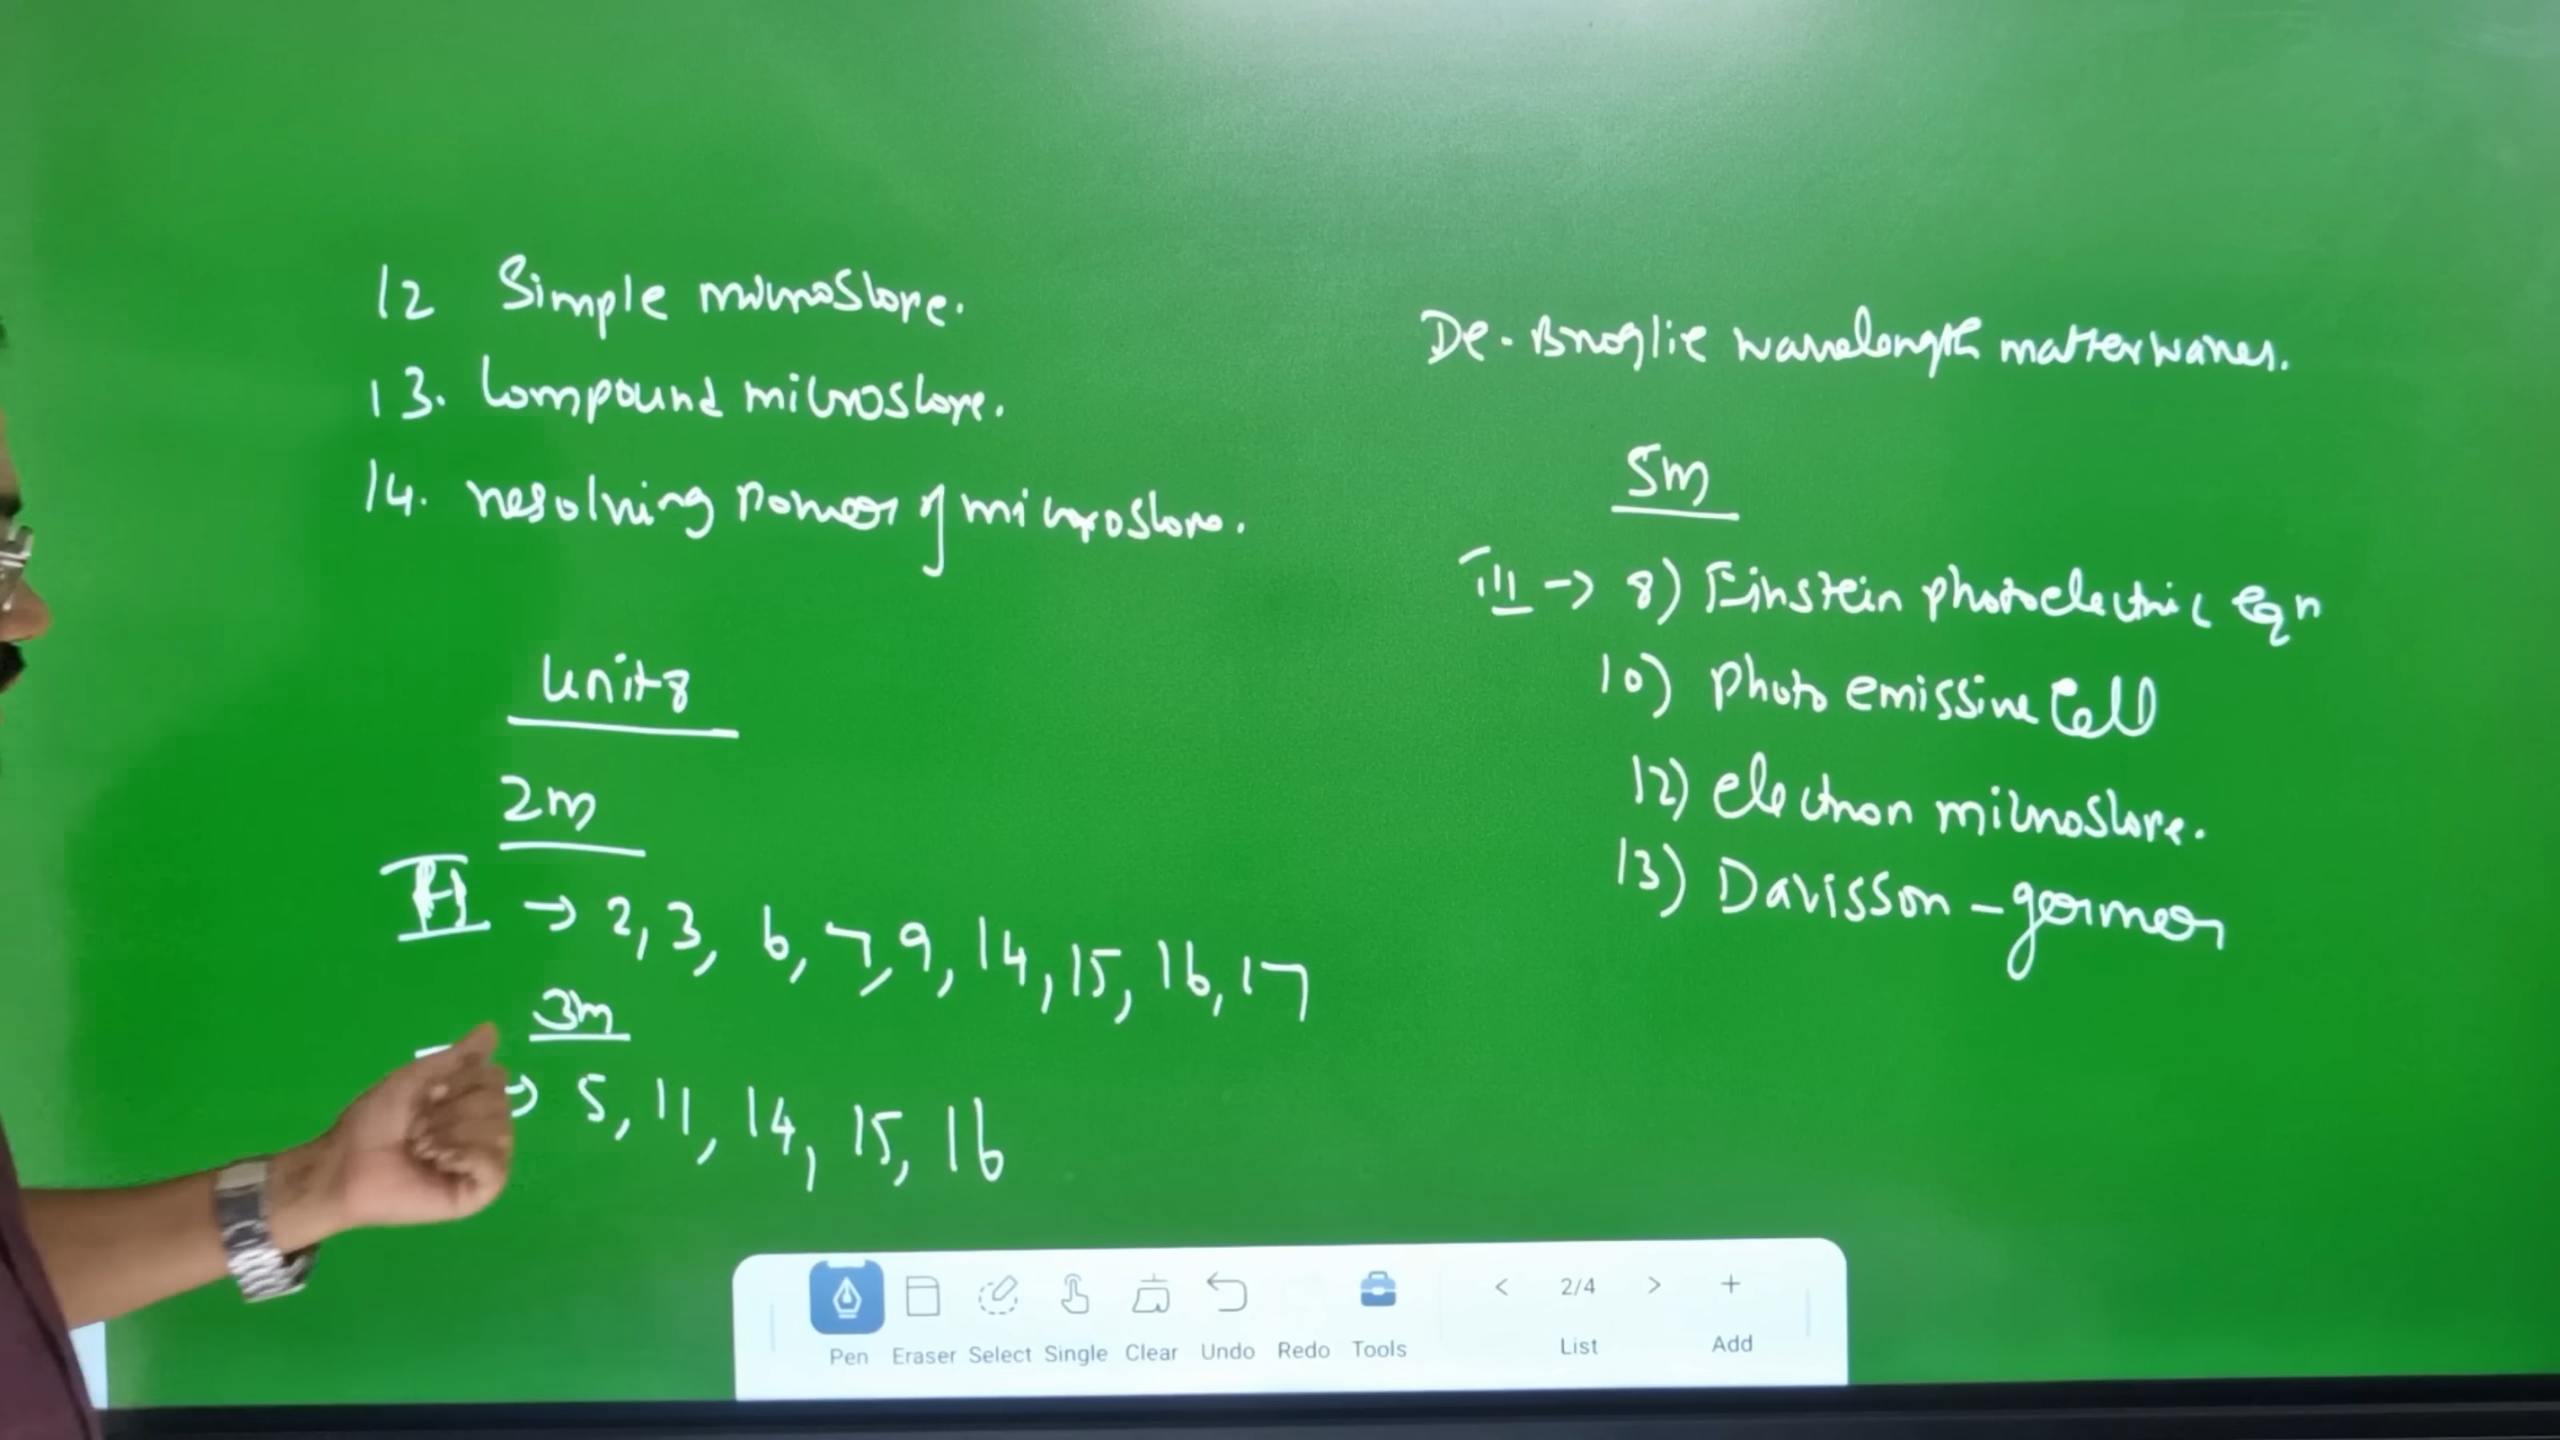 12 Simple microscope.
13. Compound microscope.
14. resolving power of microscope.
Unit 8
2m
II → 2, 3, 6, 7, 9, 14, 15, 16, 17
3m
→ 5, 11, 14, 15, 16
De-Broglie wavelength matter waves.
5m
III → 8) Einstein photoelectric eqn
10) photo emissive Cell
12) electron microscope.
13) Davisson - germer
Pen Eraser Select Single Clear Undo Redo Tools
< 2/4 > +
List Add